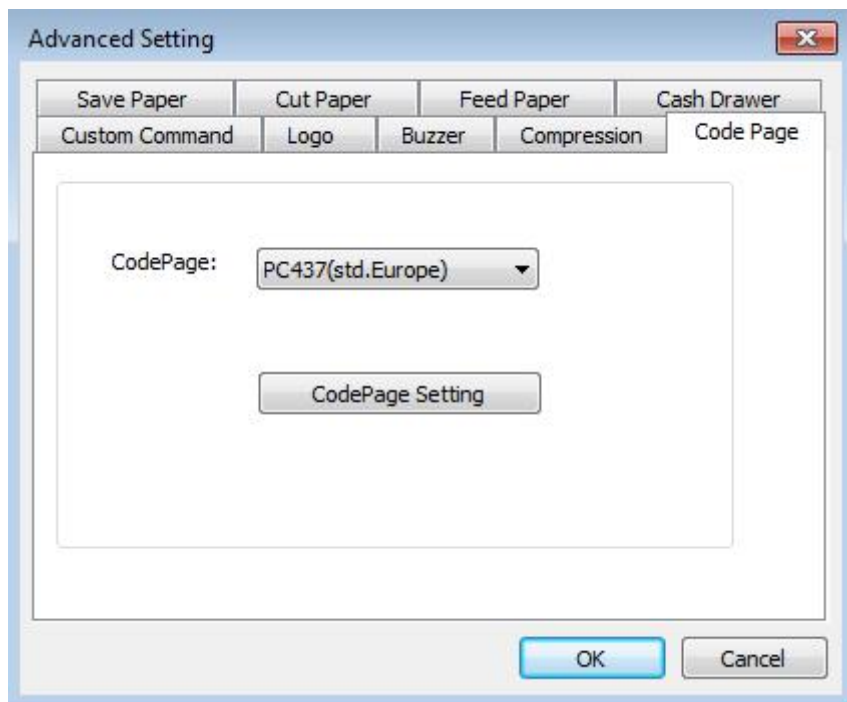 Advanced Setting
Save Paper Cut Paper Feed Paper Cash Drawer
Custom Command Logo Buzzer Compression Code Page
CodePage: PC437(std.Europe)
CodePage Setting
OK Cancel